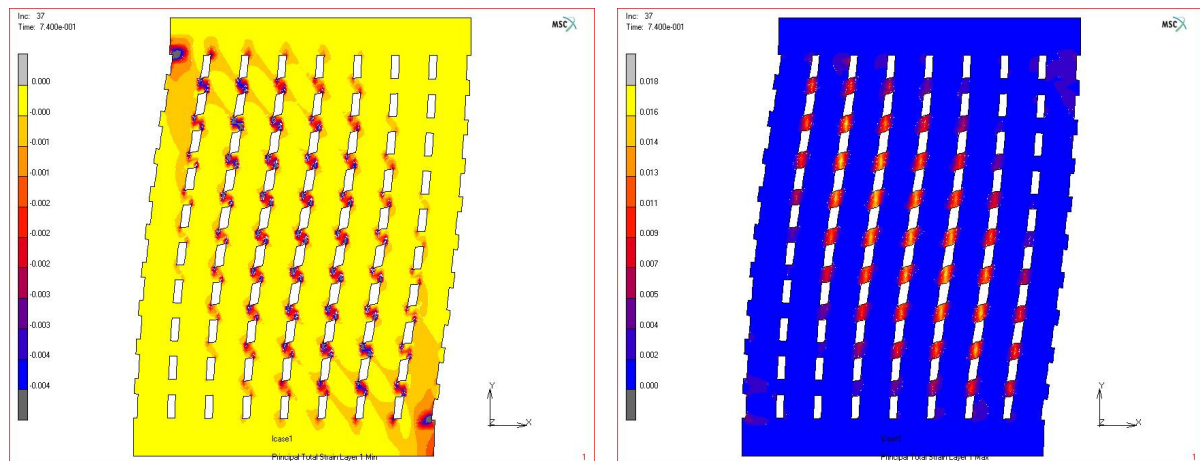 Inc: 37
Time: 7.400e-001
MSC
0.000
-0.000
-0.001
-0.001
-0.002
-0.002
-0.003
-0.003
-0.004
-0.004
Y
Z X
lcase1
Principal Total Strain Layer 1 Min
1
Inc: 37
Time: 7.400e-001
MSC
0.018
0.016
0.014
0.013
0.011
0.009
0.007
0.005
0.004
0.002
0.000
Y
Z X
Principal Total Strain Layer 1 Max
1